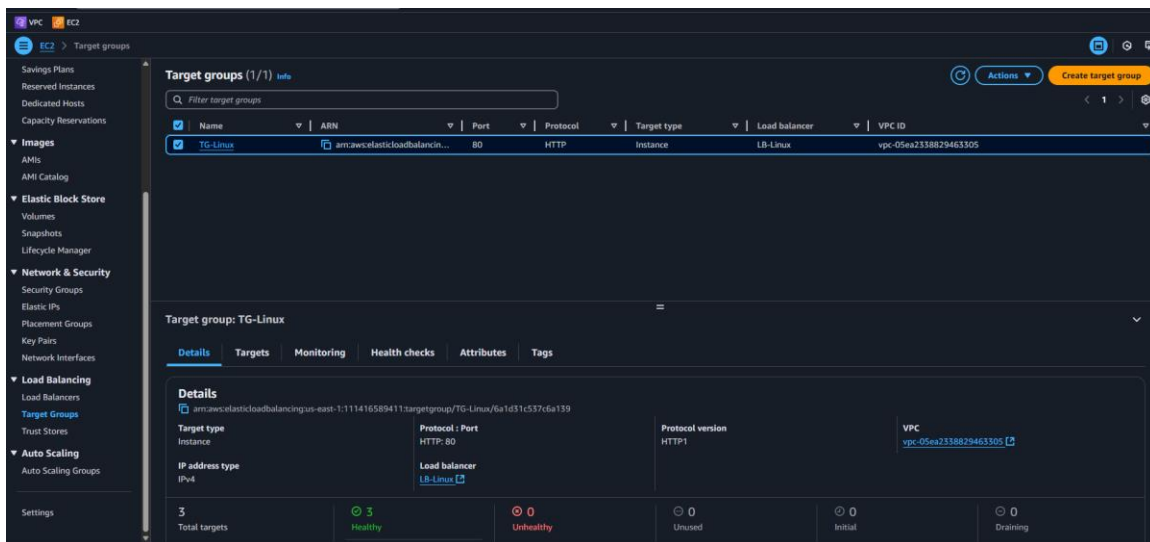 VPC EC2
EC2 > Target groups
Savings Plans
Reserved Instances
Dedicated Hosts
Capacity Reservations
Images
AMIs
AMI Catalog
Elastic Block Store
Volumes
Snapshots
Lifecycle Manager
Network & Security
Security Groups
Elastic IPs
Placement Groups
Key Pairs
Network Interfaces
Load Balancing
Load Balancers
Target Groups
Trust Stores
Auto Scaling
Auto Scaling Groups
Settings
Target groups (1/1) Info
Actions
Create target group
Filter target groups
1
Name ARN Port Protocol Target type Load balancer VPC ID
TG-Linux arn:aws:elasticloadbalancin... 80 HTTP Instance LB-Linux vpc-05ea2338829463305
Target group: TG-Linux
Details Targets Monitoring Health checks Attributes Tags
Details
arn:aws:elasticloadbalancing:us-east-1:111416589411:targetgroup/TG-Linux/6a1d31c537c6a139
Target type Protocol : Port Protocol version VPC
Instance HTTP: 80 HTTP1 vpc-05ea2338829463305
IP address type Load balancer
IPv4 LB-Linux
3 3 0 0 0 0
Total targets Healthy Unhealthy Unused Initial Draining